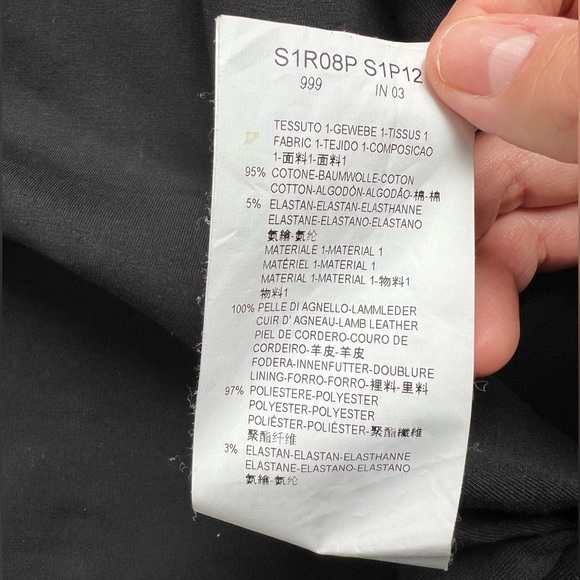 S1R08P S1P12
999 IN 03
TESSUTO 1-GEWEBE 1-TISSUS 1
FABRIC 1-TEJIDO 1-COMPOSICAO
1-面料1-面料1
95% COTONE-BAUMWOLLE-COTON
COTTON-ALGODÓN-ALGODÃO-棉-棉
5% ELASTAN-ELASTAN-ELASTHANNE
ELASTANE-ELASTANO-ELASTANO
氨綸-氨纶
MATERIALE 1-MATERIAL 1
MATÉRIEL 1-MATERIAL 1
MATERIAL 1-MATERIAL 1-物料1
物料1
100% PELLE DI AGNELLO-LAMMLEDER
CUIR D' AGNEAU-LAMB LEATHER
PIEL DE CORDERO-COURO DE
CORDEIRO-羊皮-羊皮
FODERA-INNENFUTTER-DOUBLURE
LINING-FORRO-FORRO-裡料-里料
97% POLIESTERE-POLYESTER
POLYESTER-POLYESTER
POLIÉSTER-POLIÉSTER-聚酯纖維
聚酯纤维
3% ELASTAN-ELASTAN-ELASTHANNE
ELASTANE-ELASTANO-ELASTANO
氨綸-氨纶